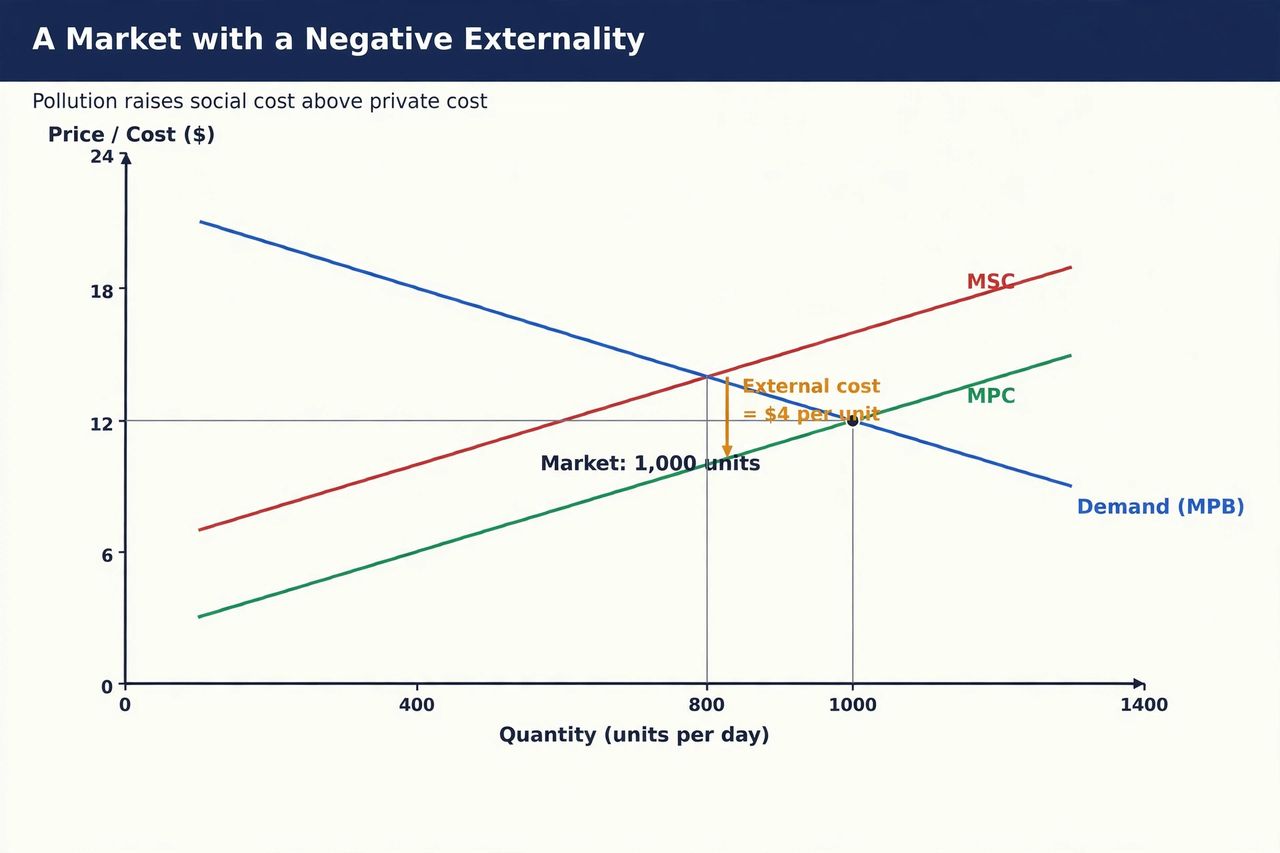 A Market with a Negative Externality
Pollution raises social cost above private cost
Price / Cost ($)
24
18
12
6
0
MSC
MPC
External cost
= $4 per unit
Market: 1,000 units
Demand (MPB)
0
400
800
1000
1400
Quantity (units per day)